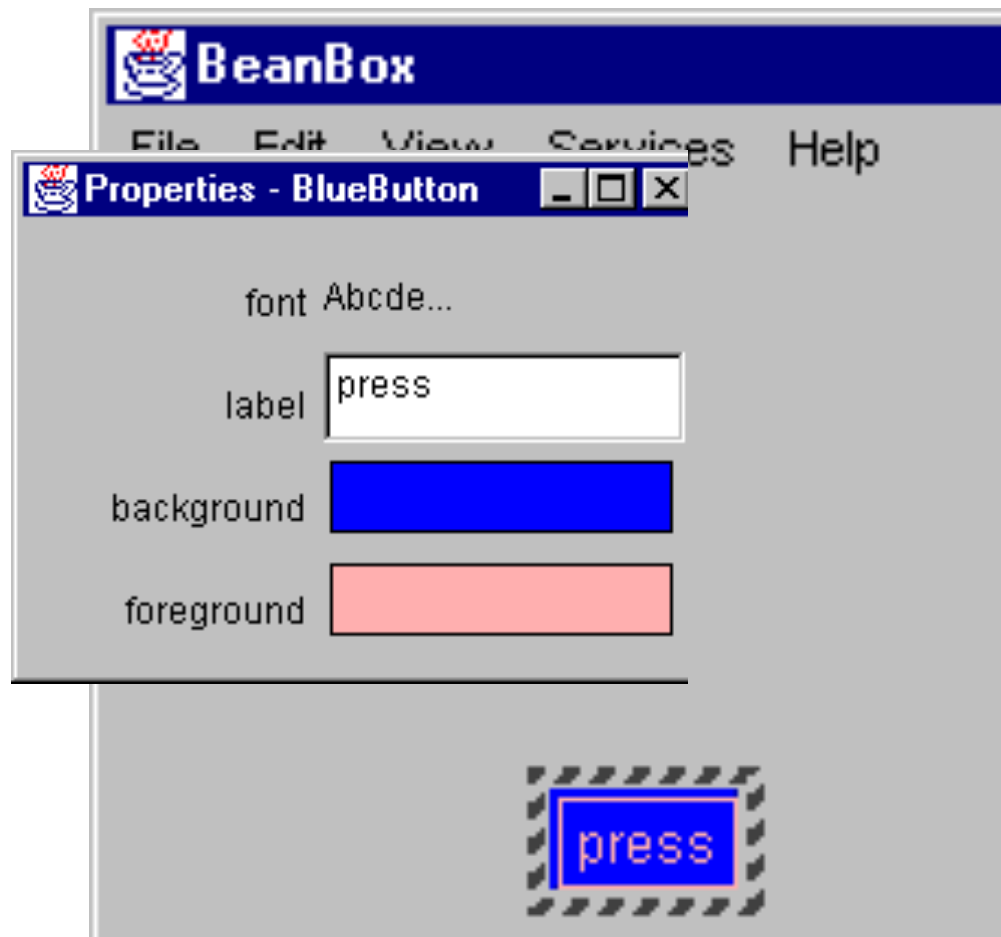 BeanBox
File Edit View Services Help
Properties - BlueButton
font Abcde...
label press
background
foreground
press